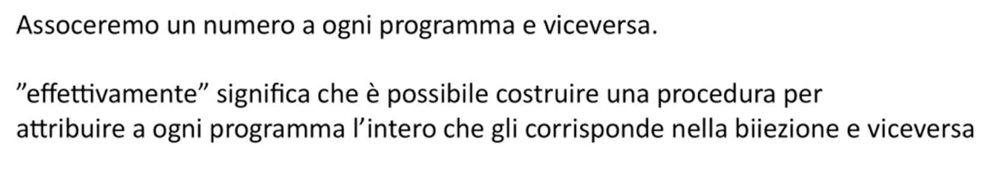 Assoceremo un numero a ogni programma e viceversa.
”effettivamente” significa che è possibile costruire una procedura per
attribuire a ogni programma l’intero che gli corrisponde nella biiezione e viceversa